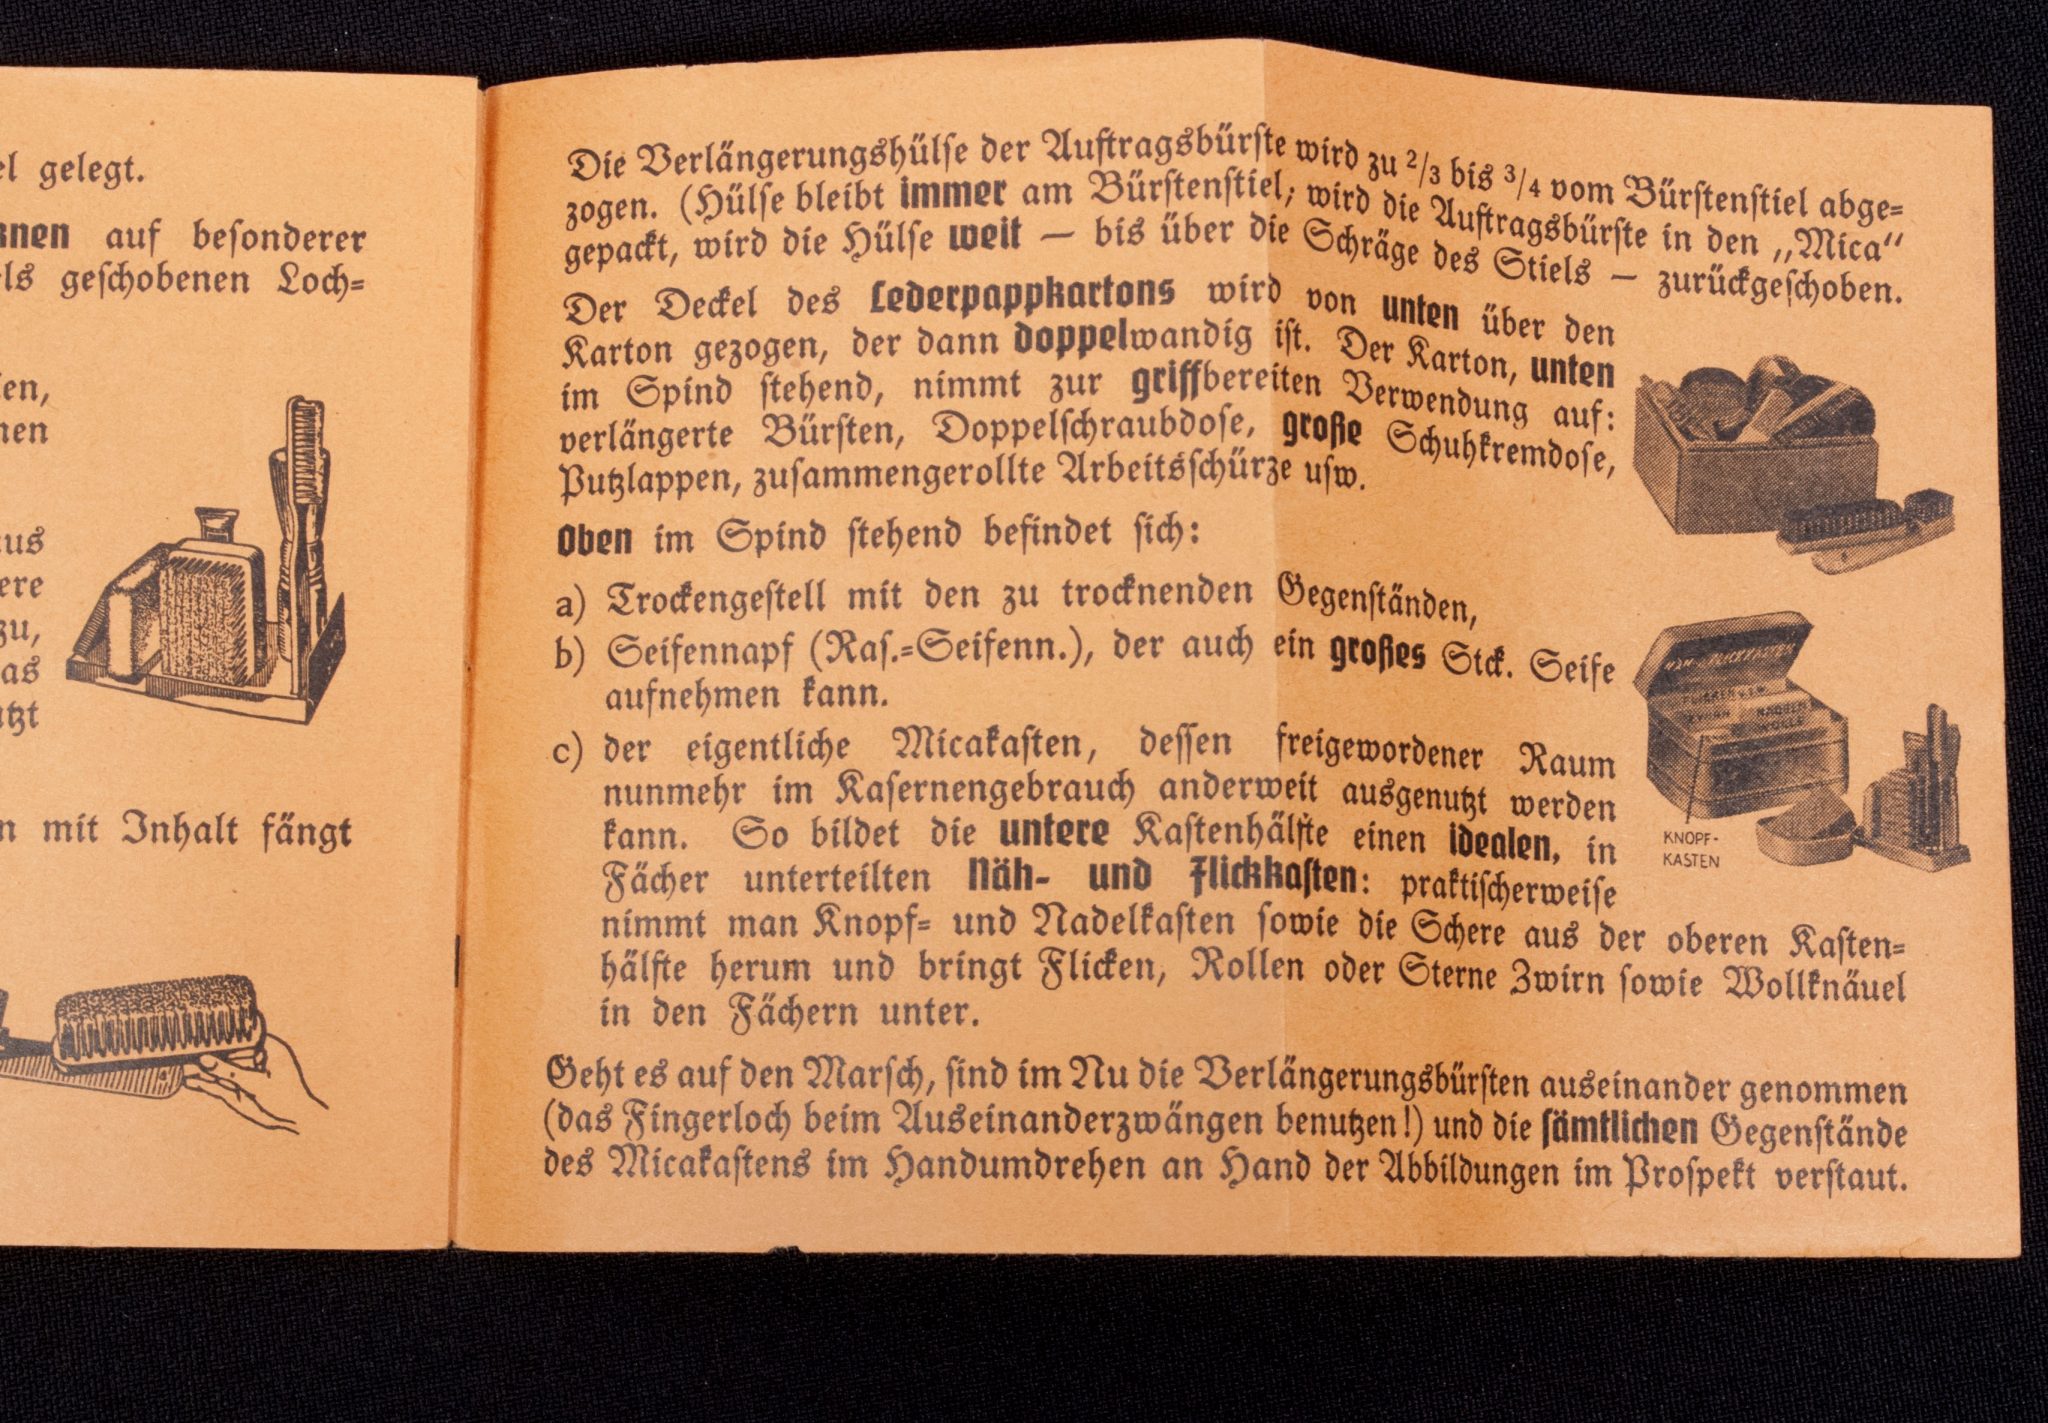 gelegt.
auf besonderer
geschobenen Loch=
mit Inhalt fängt
Die Verlängerungshülse der Auftragsbürste wird zu 2/3 bis 3/4 vom Bürstenstiel abge=
zogen. (Hülse bleibt immer am Bürstenstiel; wird die Auftragsbürste in den „Mica“
gepackt, wird die Hülse weit — bis über die Schräge des Stiels — zurückgeschoben.
Der Deckel des Lederpappkartons wird von unten über den
Karton gezogen, der dann doppelwandig ist. Der Karton, unten
im Spind stehend, nimmt zur griffbereiten Verwendung auf:
verlängerte Bürsten, Doppelschraubdose, große Schuhkremdose,
Putzlappen, zusammengerollte Arbeitsschürze usw.
Oben im Spind stehend befindet sich:
a) Trockengestell mit den zu trocknenden Gegenständen,
b) Seifennapf (Ras.=Seifenn.), der auch ein großes Stck. Seife
aufnehmen kann.
c) der eigentliche Micakasten, dessen freigewordener Raum
nunmehr im Kasernengebrauch anderweit ausgenutzt werden
kann. So bildet die untere Kastenhälfte einen idealen, in
Fächer unterteilten Näh- und Flickkasten: praktischerweise
nimmt man Knopf= und Nadelkasten sowie die Schere aus der oberen Kasten=
hälfte herum und bringt Flicken, Rollen oder Sterne Zwirn sowie Wollknäuel
in den Fächern unter.
Geht es auf den Marsch, sind im Nu die Verlängerungsbürsten auseinander genommen
(das Fingerloch beim Auseinanderzwängen benutzen!) und die sämtlichen Gegenstände
des Micakastens im Handumdrehen an Hand der Abbildungen im Prospekt verstaut.
NÄH- u. FLICKKASTEN
FLICKEN U.S.W.
ZWIRN
NADELN
WOLLE
KNOPF-
KASTEN